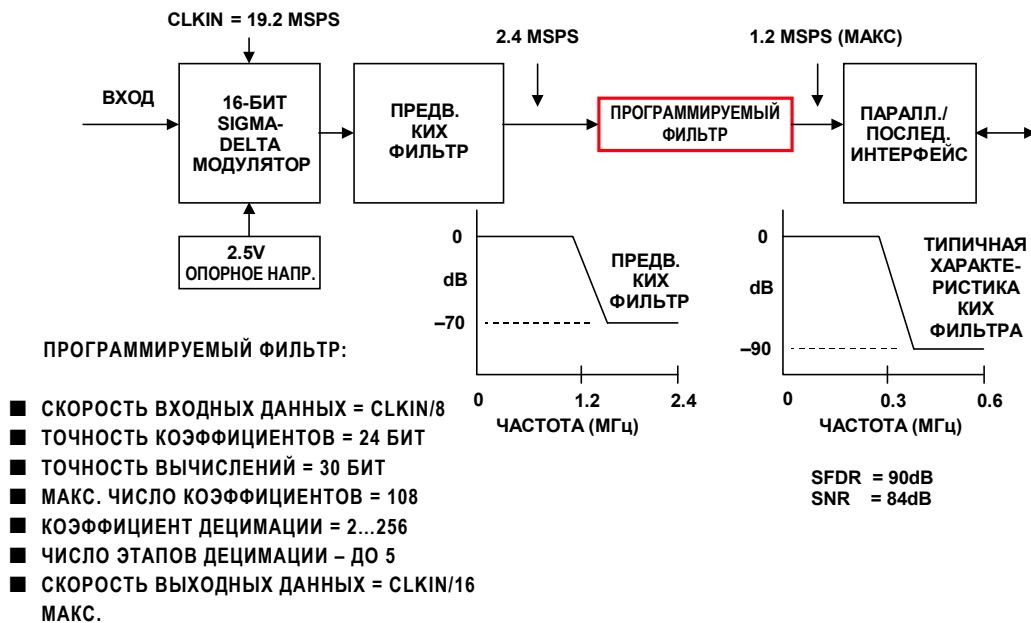 CLKIN = 19.2 MSPS
2.4 MSPS
1.2 MSPS (МАКС)
ВХОД
16-БИТ
SIGMA-
DELTA
МОДУЛЯТОР
ПРЕДВ.
КИХ
ФИЛЬТР
ПРОГРАММИРУЕМЫЙ
ФИЛЬТР
ПАРАЛЛ./
ПОСЛЕД.
ИНТЕРФЕЙС
2.5V
ОПОРНОЕ НАПР.
0
dB
–70
ПРЕДВ.
КИХ
ФИЛЬТР
0
1.2
2.4
ЧАСТОТА (МГц)
0
dB
–90
ТИПИЧНАЯ
ХАРАКТЕ-
РИСТИКА
КИХ
ФИЛЬТРА
0
0.3
0.6
ЧАСТОТА (МГц)
SFDR = 90dB
SNR = 84dB
ПРОГРАММИРУЕМЫЙ ФИЛЬТР:
■ СКОРОСТЬ ВХОДНЫХ ДАННЫХ = CLKIN/8
■ ТОЧНОСТЬ КОЭФФИЦИЕНТОВ = 24 БИТ
■ ТОЧНОСТЬ ВЫЧИСЛЕНИЙ = 30 БИТ
■ МАКС. ЧИСЛО КОЭФФИЦИЕНТОВ = 108
■ КОЭФФИЦИЕНТ ДЕЦИМАЦИИ = 2...256
■ ЧИСЛО ЭТАПОВ ДЕЦИМАЦИИ – ДО 5
■ СКОРОСТЬ ВЫХОДНЫХ ДАННЫХ = CLKIN/16
МАКС.